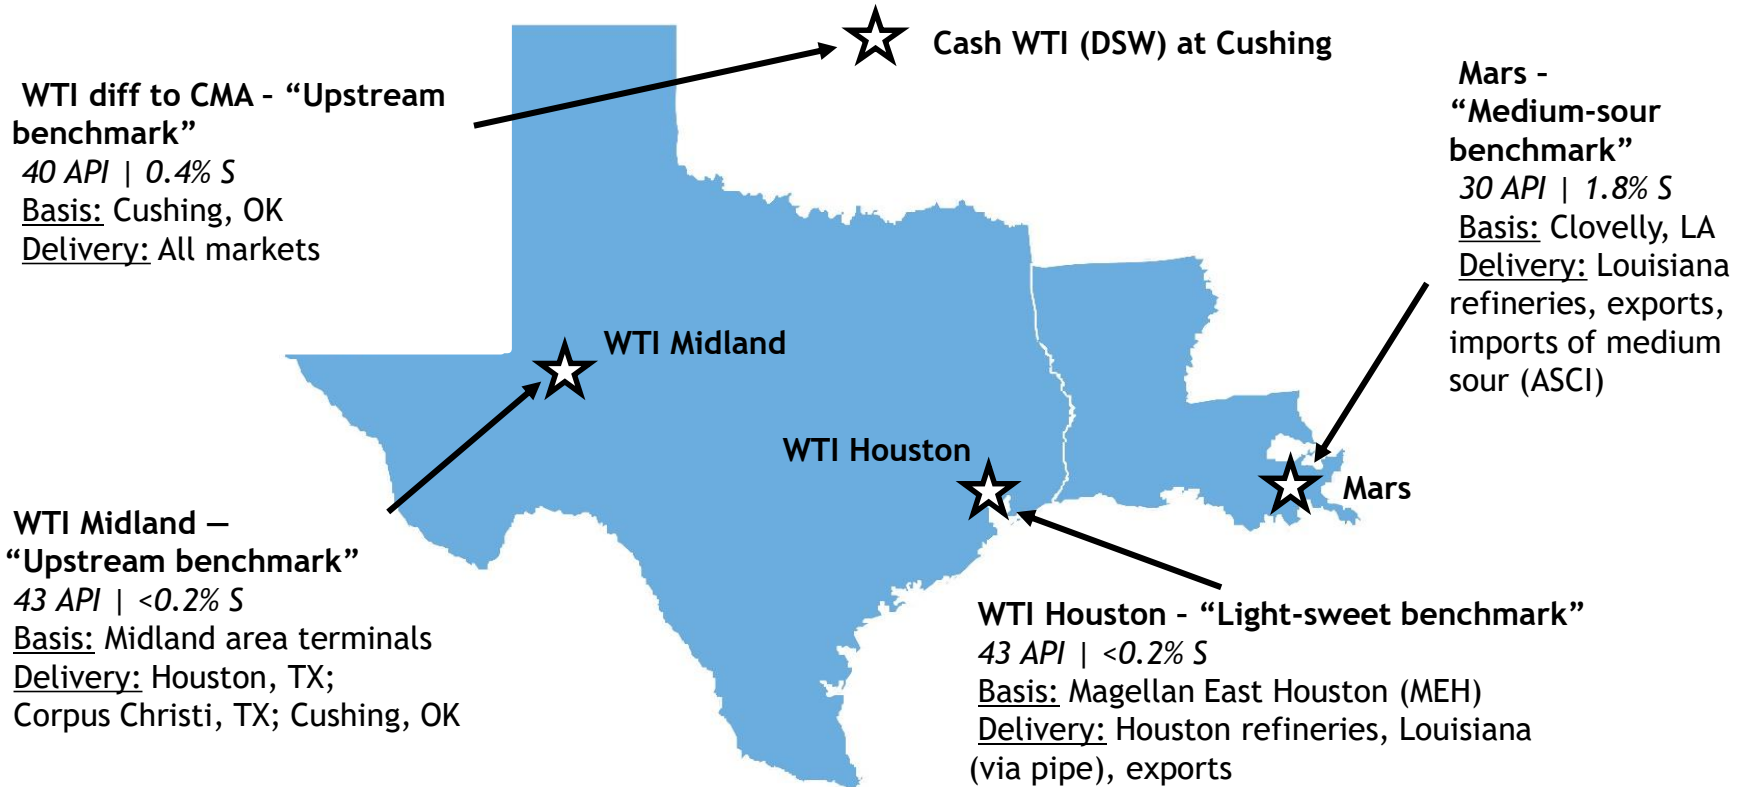 Cash WTI (DSW) at Cushing
WTI diff to CMA – “Upstream
benchmark”
40 API | 0.4% S
Basis: Cushing, OK
Delivery: All markets
Mars –
“Medium-sour
benchmark”
30 API | 1.8% S
Basis: Clovelly, LA
Delivery: Louisiana
refineries, exports,
imports of medium
sour (ASCI)
WTI Midland
WTI Houston
Mars
WTI Midland —
“Upstream benchmark”
43 API | <0.2% S
Basis: Midland area terminals
Delivery: Houston, TX;
Corpus Christi, TX; Cushing, OK
WTI Houston – “Light-sweet benchmark”
43 API | <0.2% S
Basis: Magellan East Houston (MEH)
Delivery: Houston refineries, Louisiana
(via pipe), exports